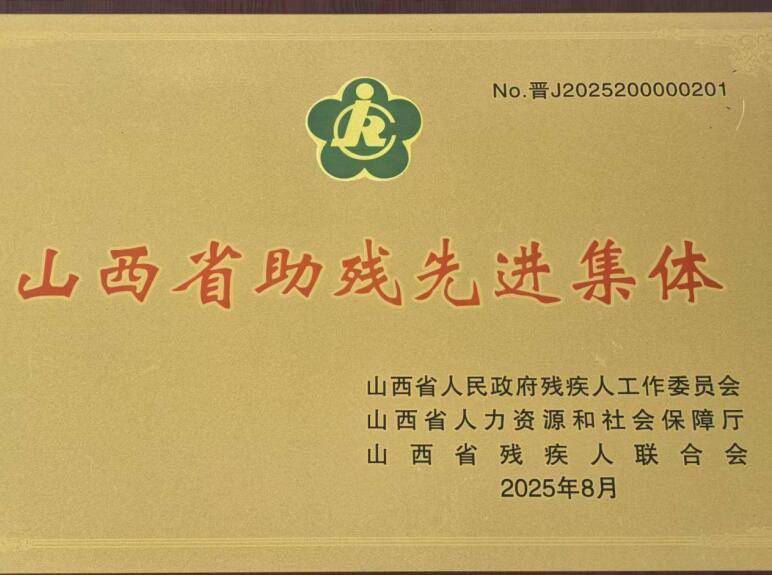 No.晋J2025200000201
山西省助残先进集体
山西省人民政府残疾人工作委员会
山西省人力资源和社会保障厅
山西省残疾人联合会
2025年8月